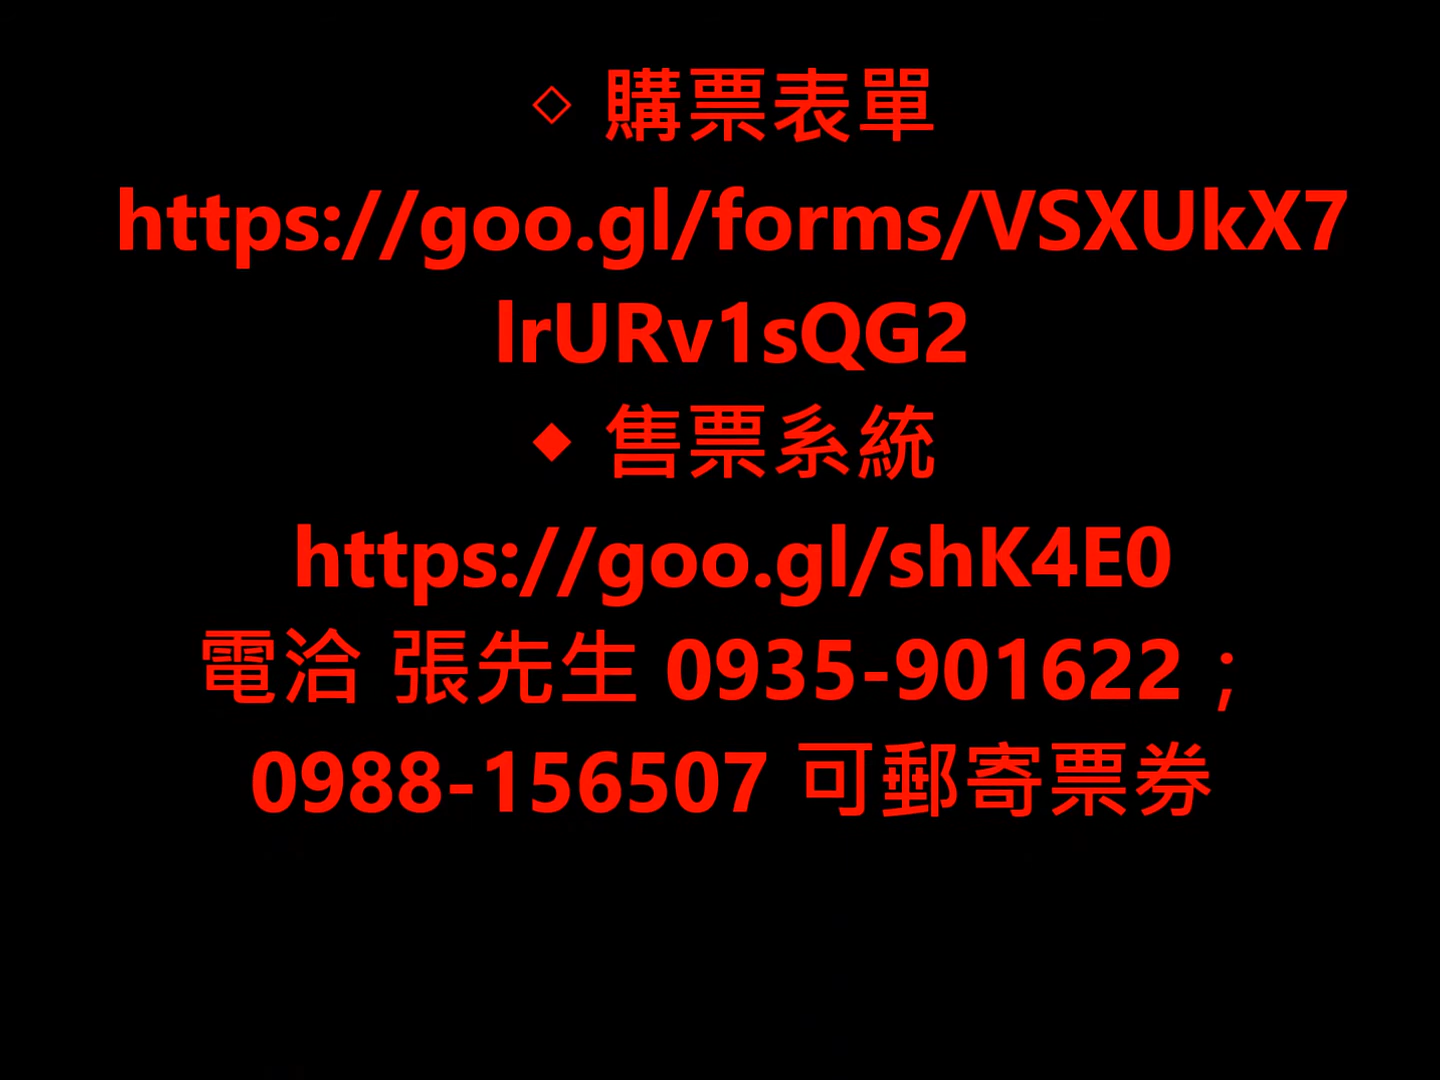 ◇ 購票表單
https://goo.gl/forms/VSXUkX7
lrURv1sQG2
◆ 售票系統
https://goo.gl/shK4E0
電洽 張先生 0935-901622；
0988-156507 可郵寄票券